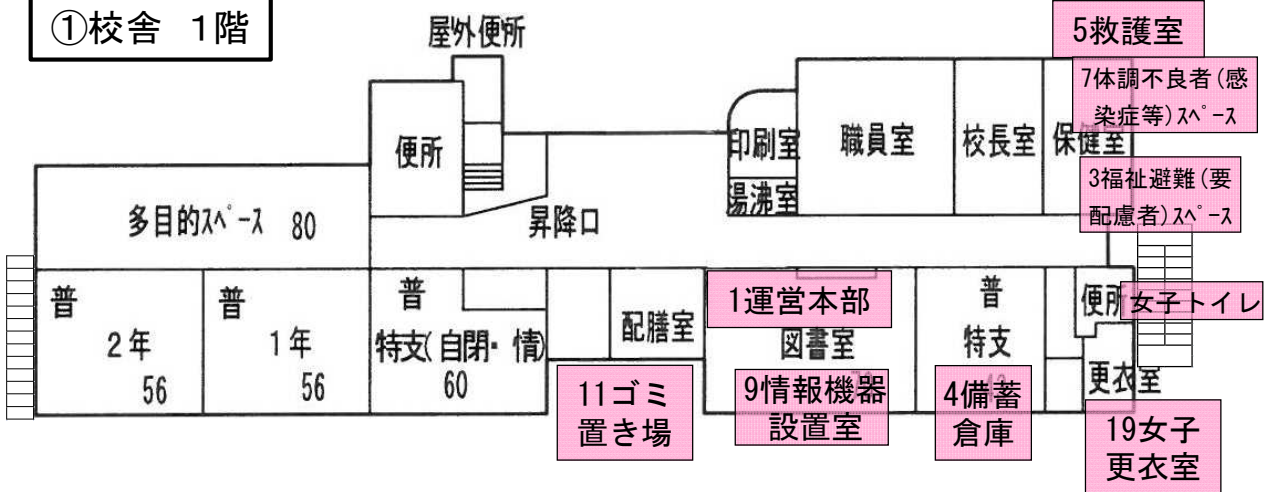 ①校舎 1階
屋外便所
5救護室
7体調不良者(感
染症等)ｽﾍﾟｰｽ
便所
印刷室
職員室
校長室
保健室
湯沸室
3福祉避難(要
配慮者)ｽﾍﾟｰｽ
多目的ｽﾍﾟｰｽ 80
昇降口
普
2年
56
普
1年
56
普
特支(自閉・情)
60
配膳室
1運営本部
図書室
普
特支
便所
女子トイレ
更衣室
11ゴミ
置き場
9情報機器
設置室
4備蓄
倉庫
19女子
更衣室